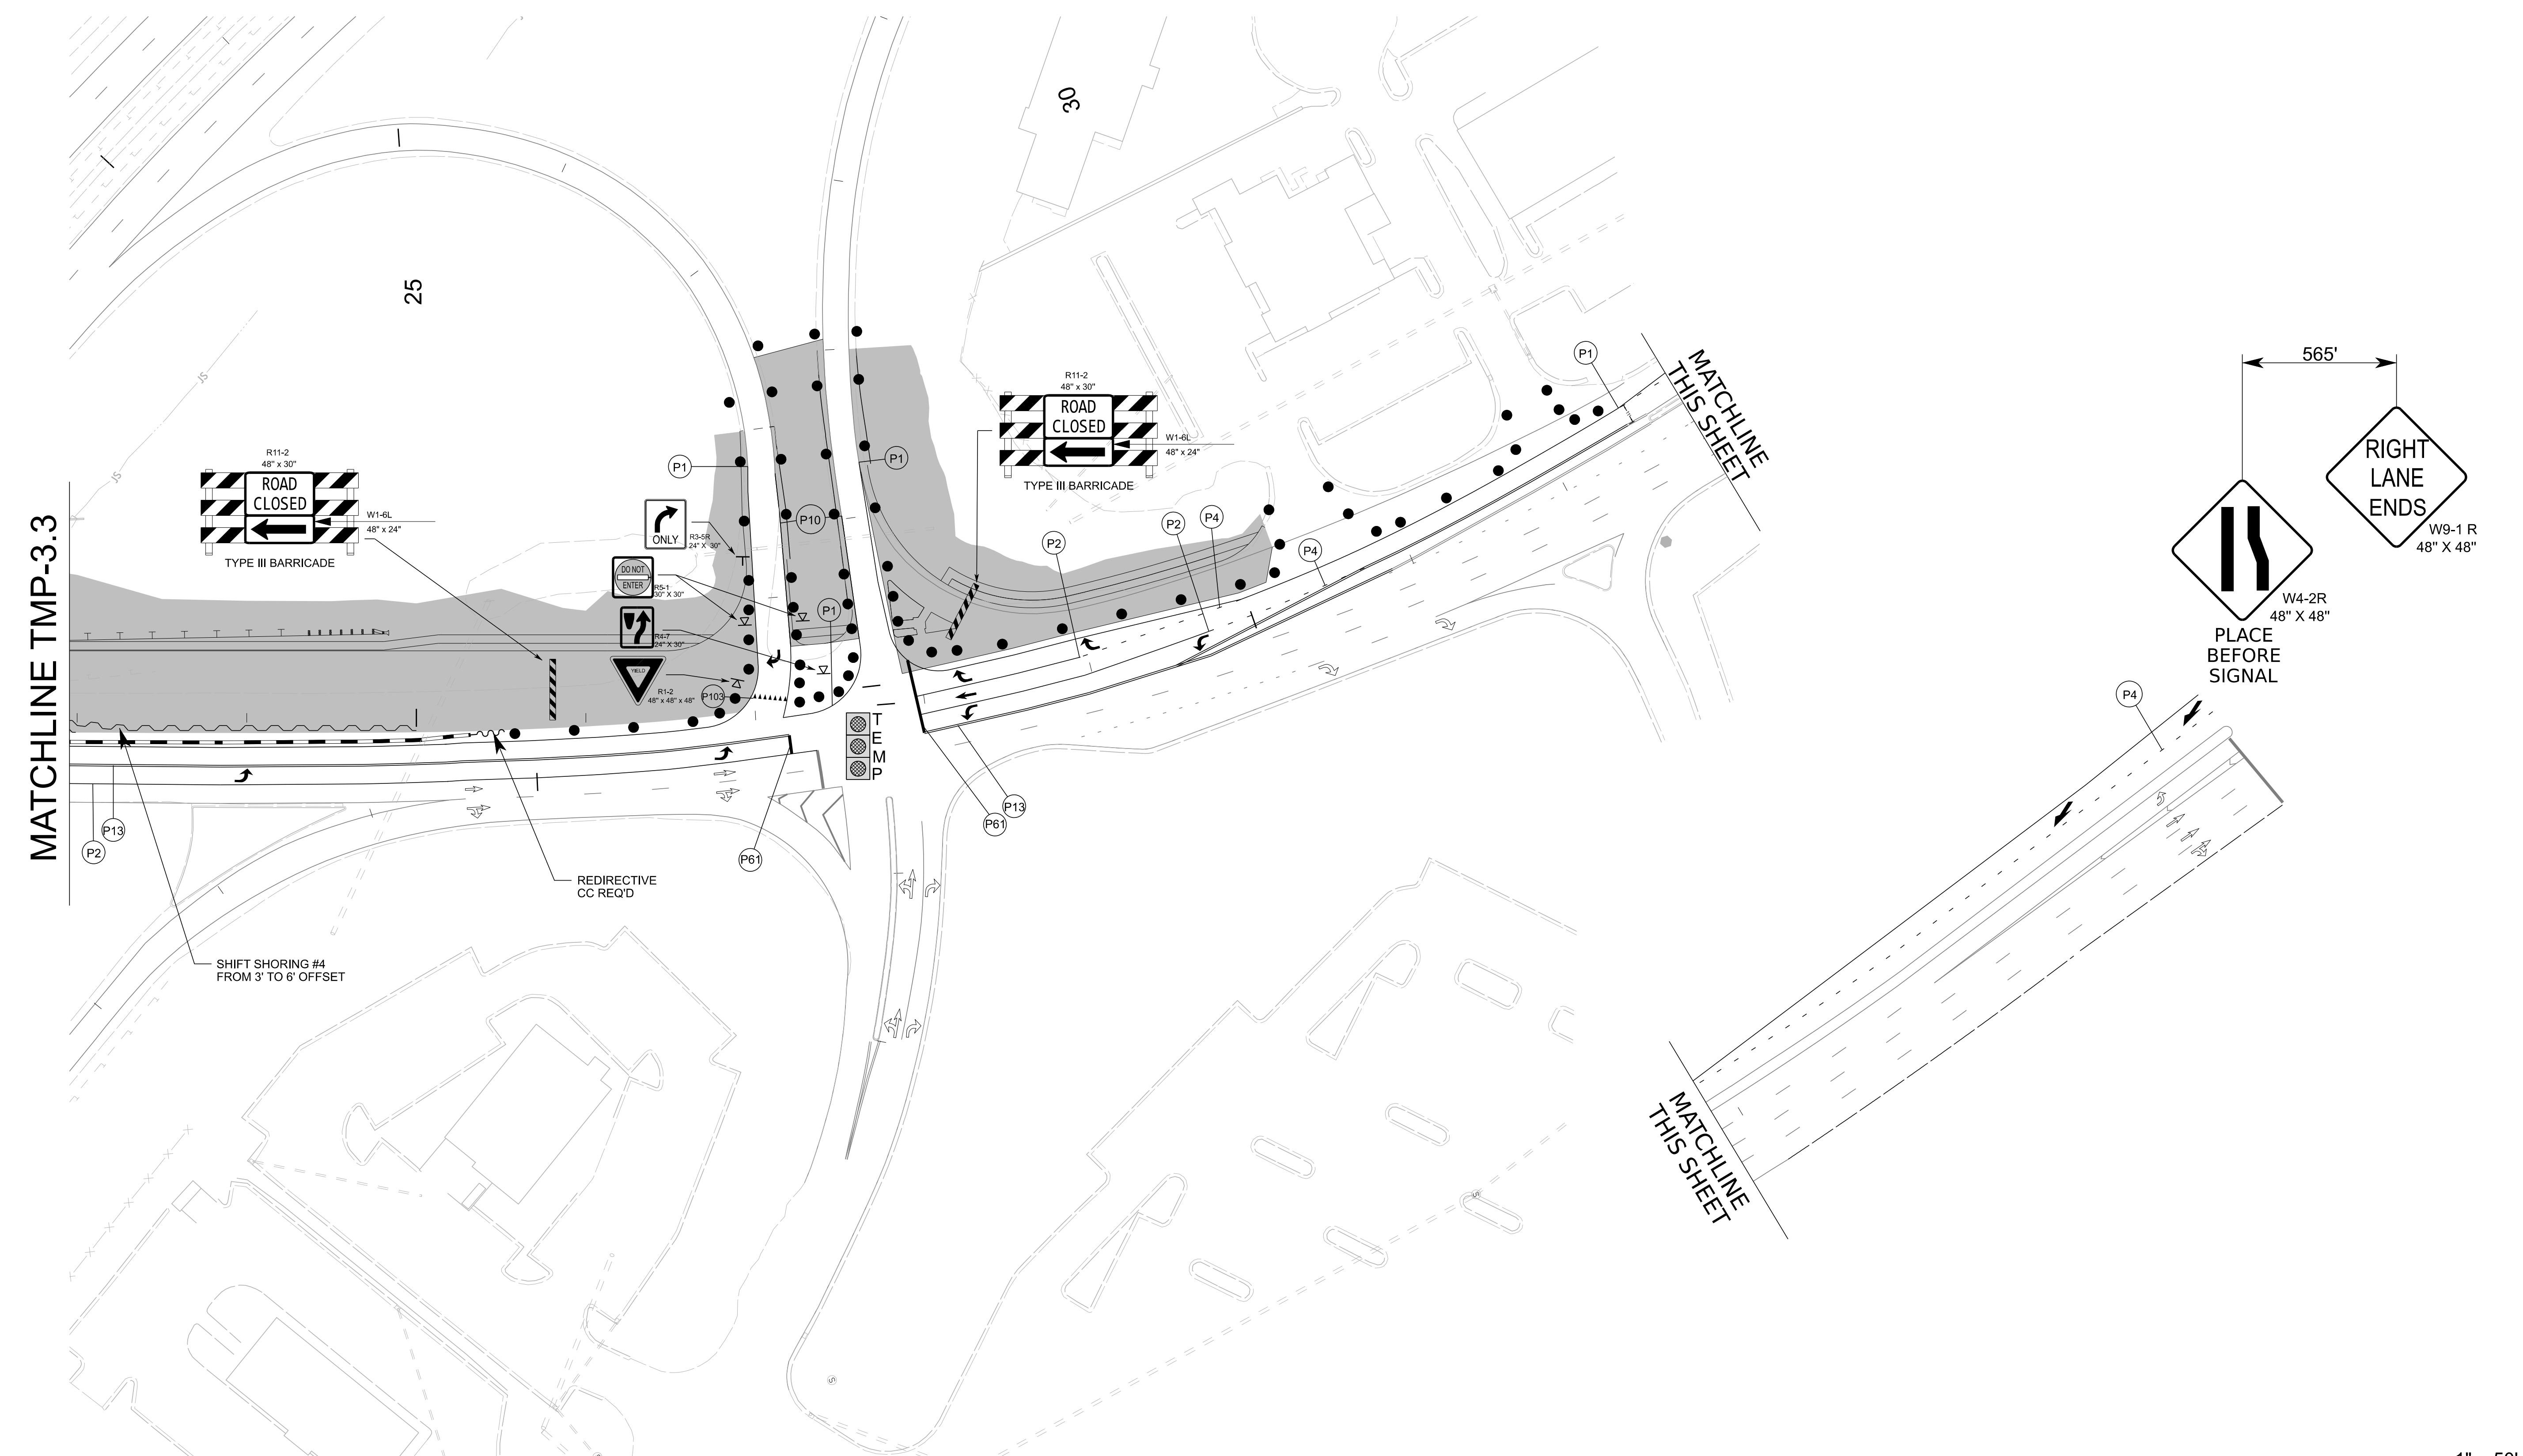 30
25
MATCHLINE TMP-3.3
R11-2
48" x 30"
ROAD
CLOSED
W1-6L
48" x 24"
TYPE III BARRICADE
R11-2
48" x 30"
ROAD
CLOSED
W1-6L
48" x 24"
TYPE III BARRICADE
P1
P10
P1
P1
ONLY
R3-5R
24" X 30"
DO NOT
ENTER
R5-1
30" X 30"
R4-7
24" X 30"
YIELD
R1-2
48" x 48" x 48"
P103
P2
P2
P4
P4
P1
MATCHLINE
THIS SHEET
565'
RIGHT
LANE
ENDS
W9-1 R
48" X 48"
W4-2R
48" X 48"
PLACE
BEFORE
SIGNAL
P4
TEMP
P13
P61
P61
P13
P2
REDIRECTIVE
CC REQ'D
SHIFT SHORING #4
FROM 3' TO 6' OFFSET
MATCHLINE
THIS SHEET
JS
JS
S
S